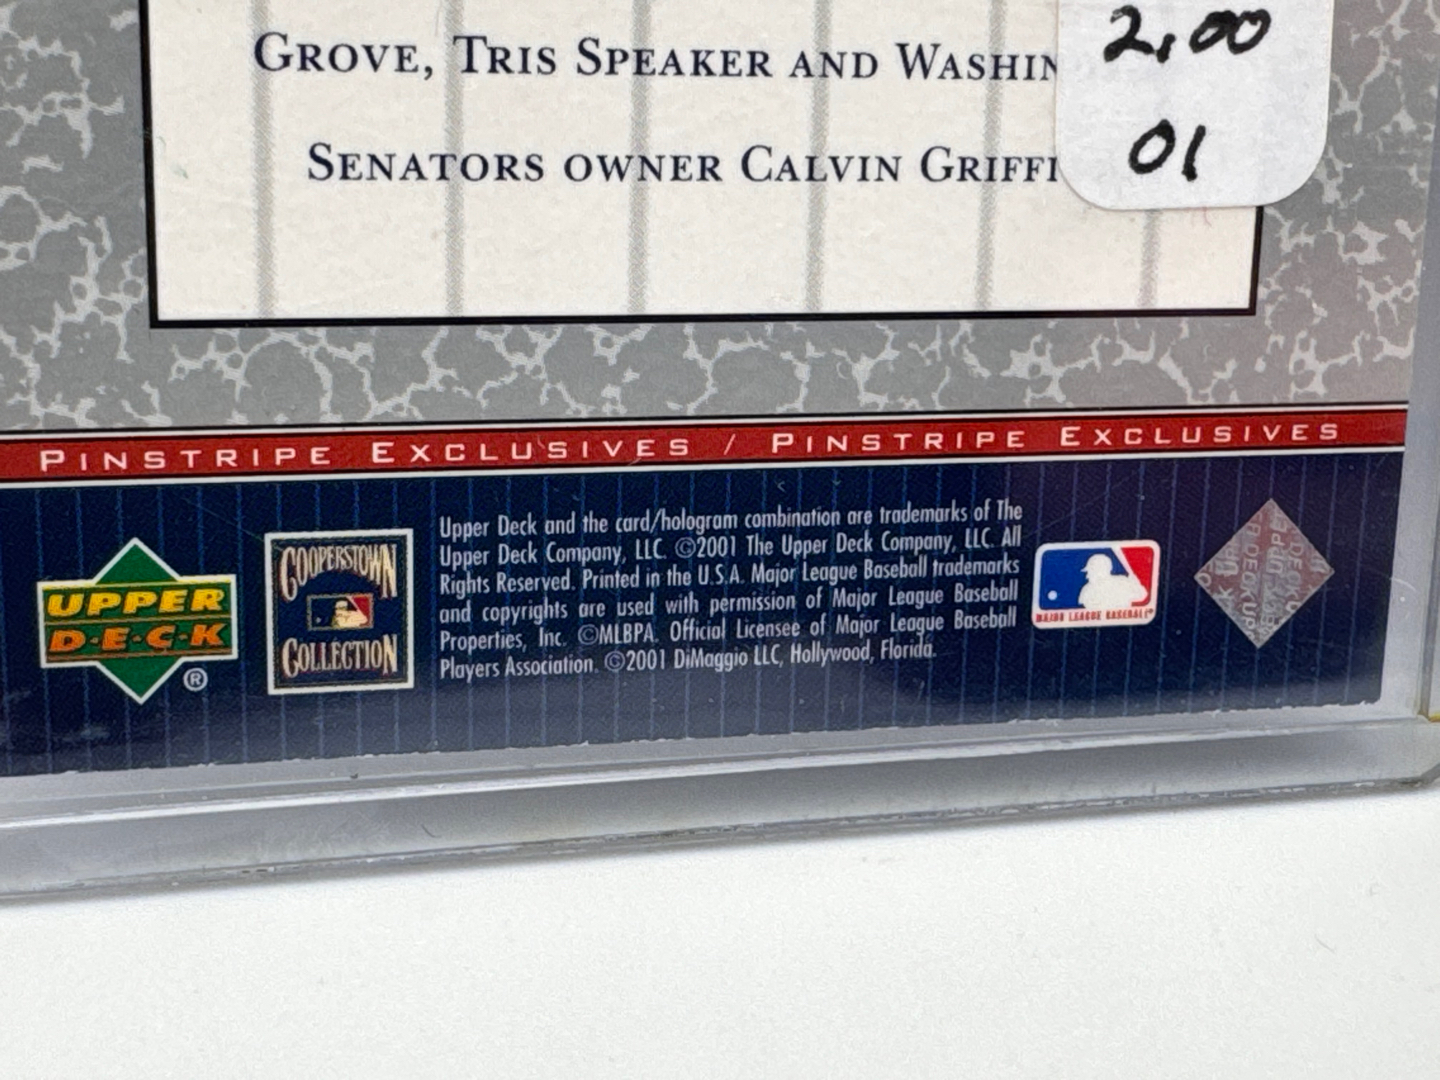 2.00
GROVE, TRIS SPEAKER AND WASHIN
01
SENATORS OWNER CALVIN GRIFFI
PINSTRIPE EXCLUSIVES / PINSTRIPE EXCLUSIVES
UPPER
D·E·C·K
®
COOPERSTOWN
COLLECTION
Upper Deck and the card/hologram combination are trademarks of The
Upper Deck Company, LLC. ©2001 The Upper Deck Company, LLC. All
Rights Reserved. Printed in the U.S.A. Major League Baseball trademarks
and copyrights are used with permission of Major League Baseball
Properties, Inc. ©MLBPA. Official Licensee of Major League Baseball
Players Association. ©2001 DiMaggio LLC, Hollywood, Florida.
MAJOR LEAGUE BASEBALL